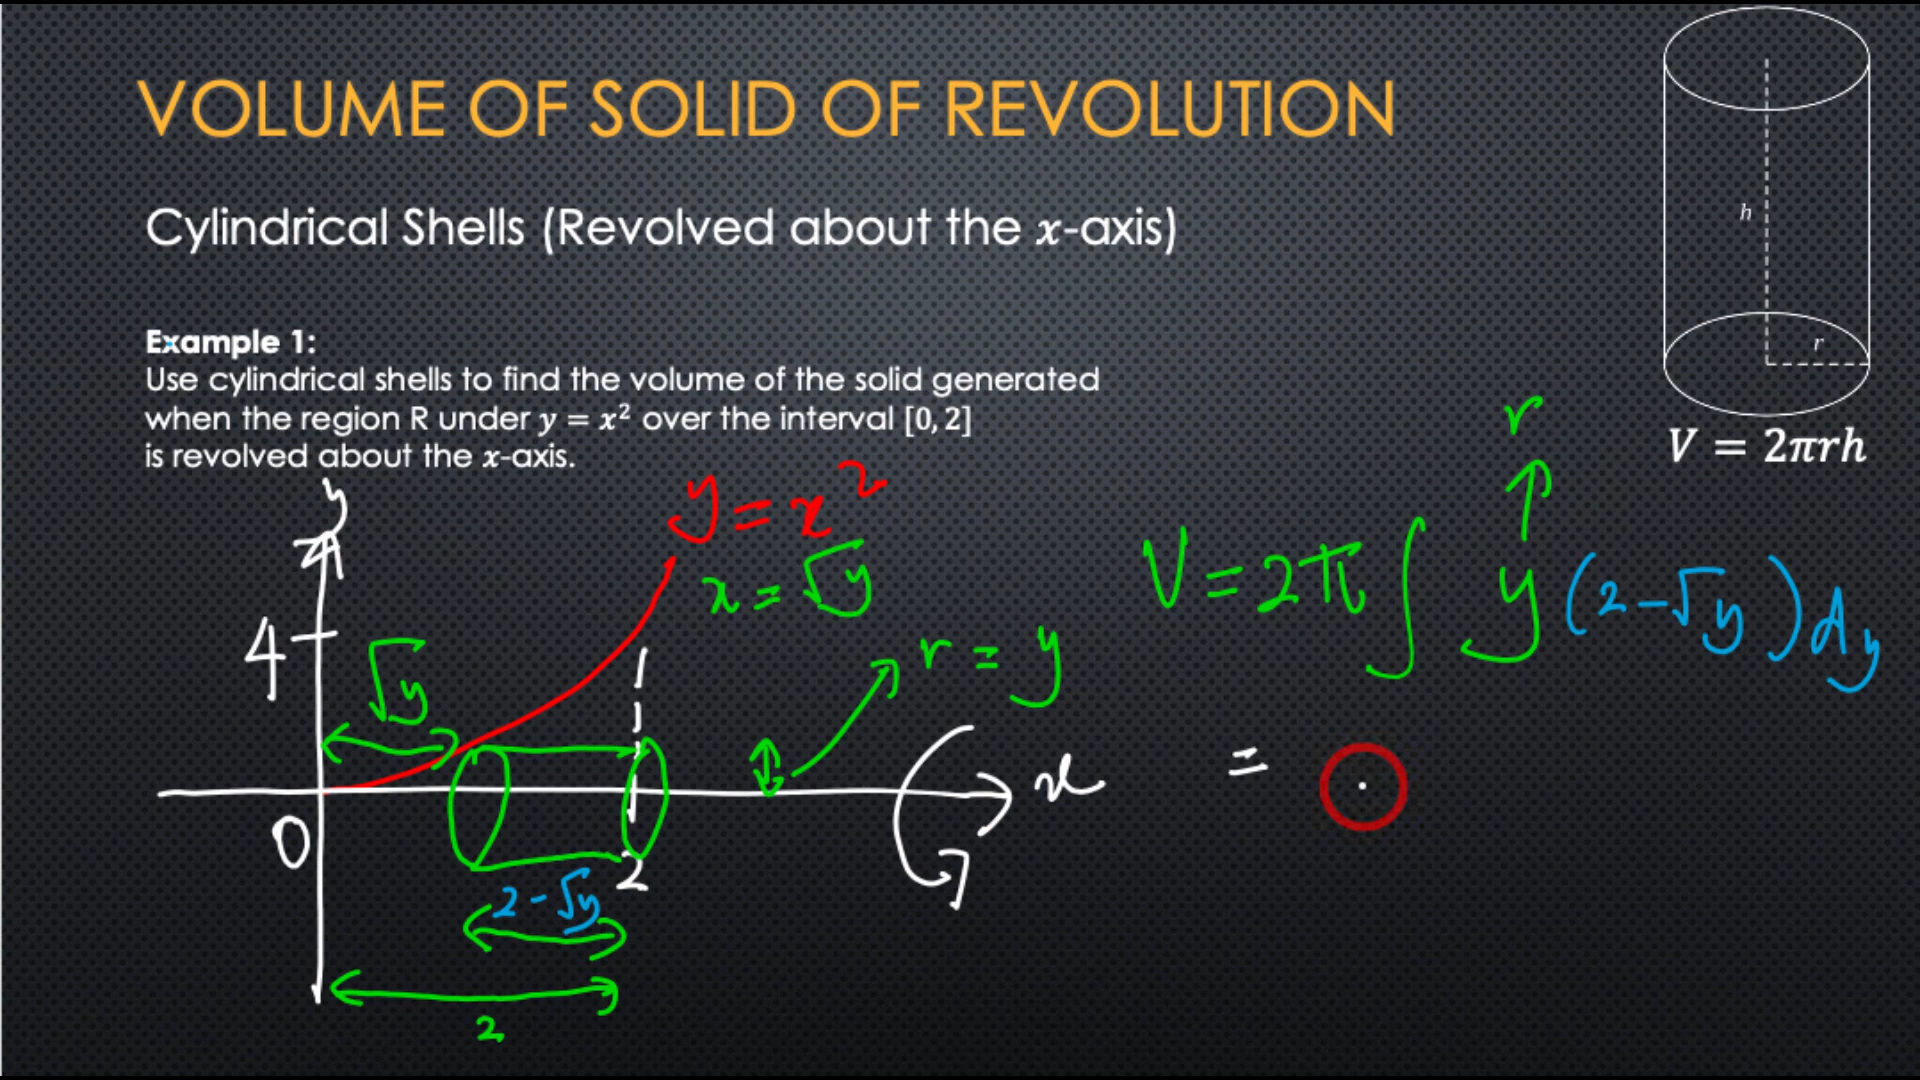 VOLUME OF SOLID OF REVOLUTION
Cylindrical Shells (Revolved about the x-axis)
Example 1:
Use cylindrical shells to find the volume of the solid generated
when the region R under y = x² over the interval [0, 2]
is revolved about the x-axis.
h
r
V = 2πrh
y
y = x²
x = √y
4
√y
r = y
x
0
2
2 - √y
2
r
V = 2π ∫ y (2 - √y) dy
=